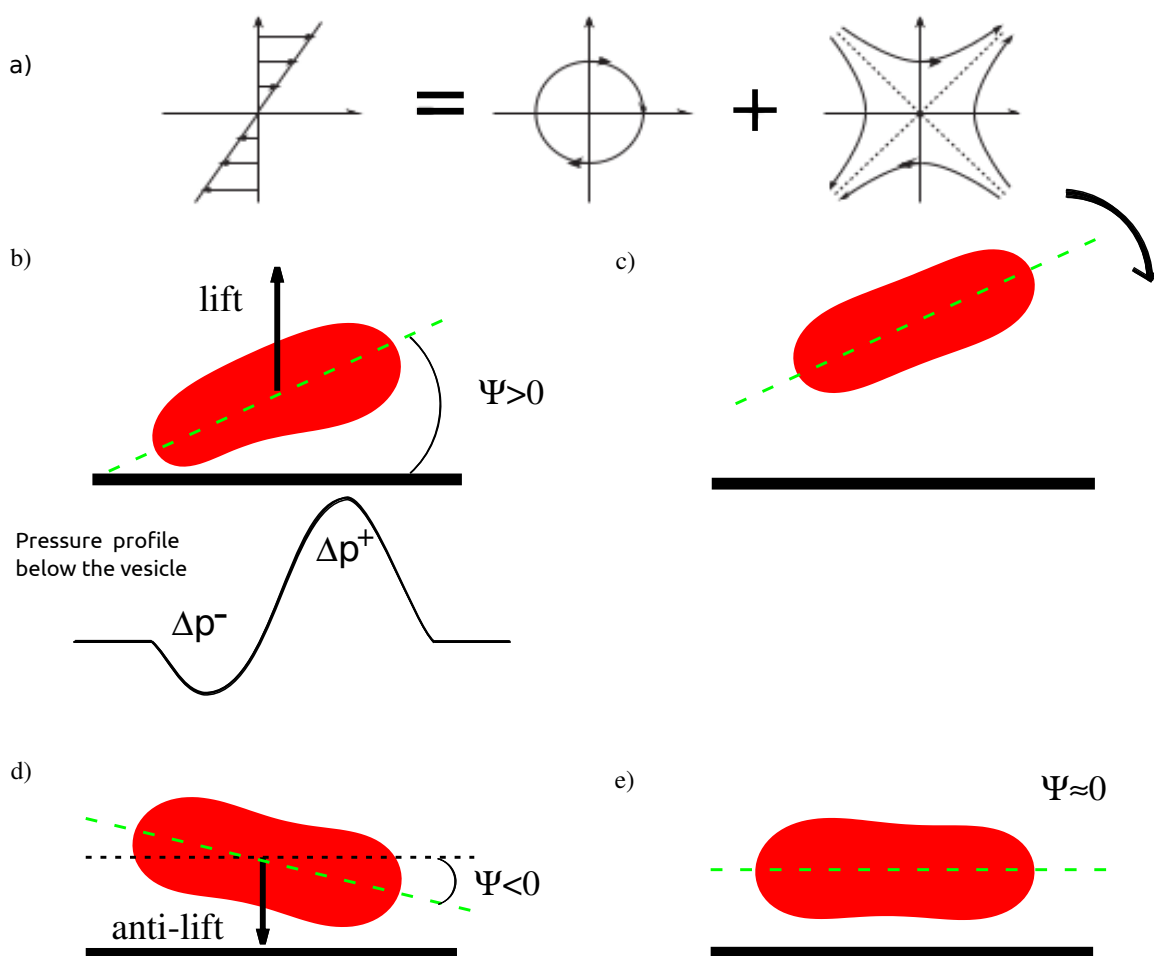 a)
b)
c)
lift
Ψ>0
Pressure profile
below the vesicle
Δp⁺
Δp⁻
d)
e)
Ψ≈0
Ψ<0
anti-lift